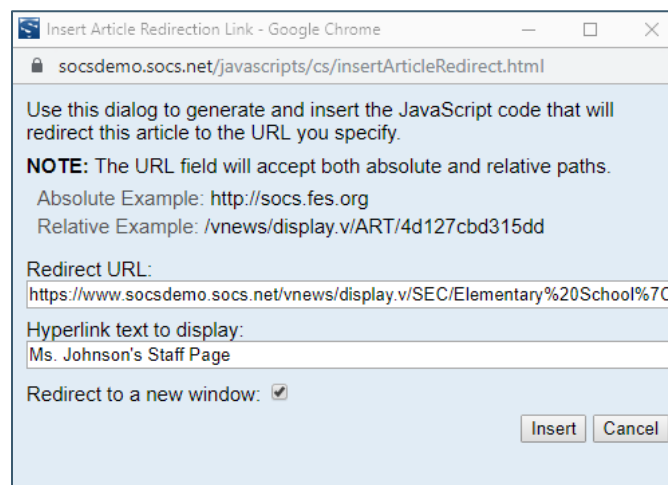 Insert Article Redirection Link - Google Chrome
socsdemo.socs.net/javascripts/cs/insertArticleRedirect.html
Use this dialog to generate and insert the JavaScript code that will
redirect this article to the URL you specify.
NOTE: The URL field will accept both absolute and relative paths.
Absolute Example: http://socs.fes.org
Relative Example: /vnews/display.v/ART/4d127cbd315dd
Redirect URL:
https://www.socsdemo.socs.net/vnews/display.v/SEC/Elementary%20School%7C
Hyperlink text to display:
Ms. Johnson's Staff Page
Redirect to a new window:
Insert Cancel